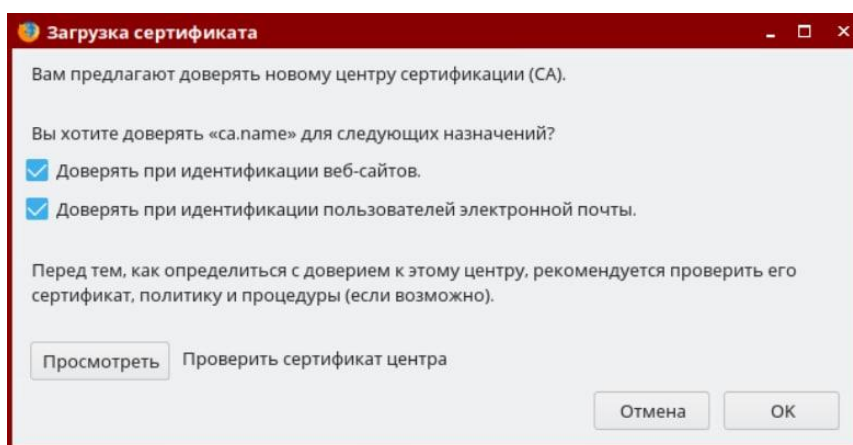 Загрузка сертификата
Вам предлагают доверять новому центру сертификации (CA).
Вы хотите доверять «ca.name» для следующих назначений?
Доверять при идентификации веб-сайтов.
Доверять при идентификации пользователей электронной почты.
Перед тем, как определиться с доверием к этому центру, рекомендуется проверить его
сертификат, политику и процедуры (если возможно).
Просмотреть Проверить сертификат центра
Отмена OK